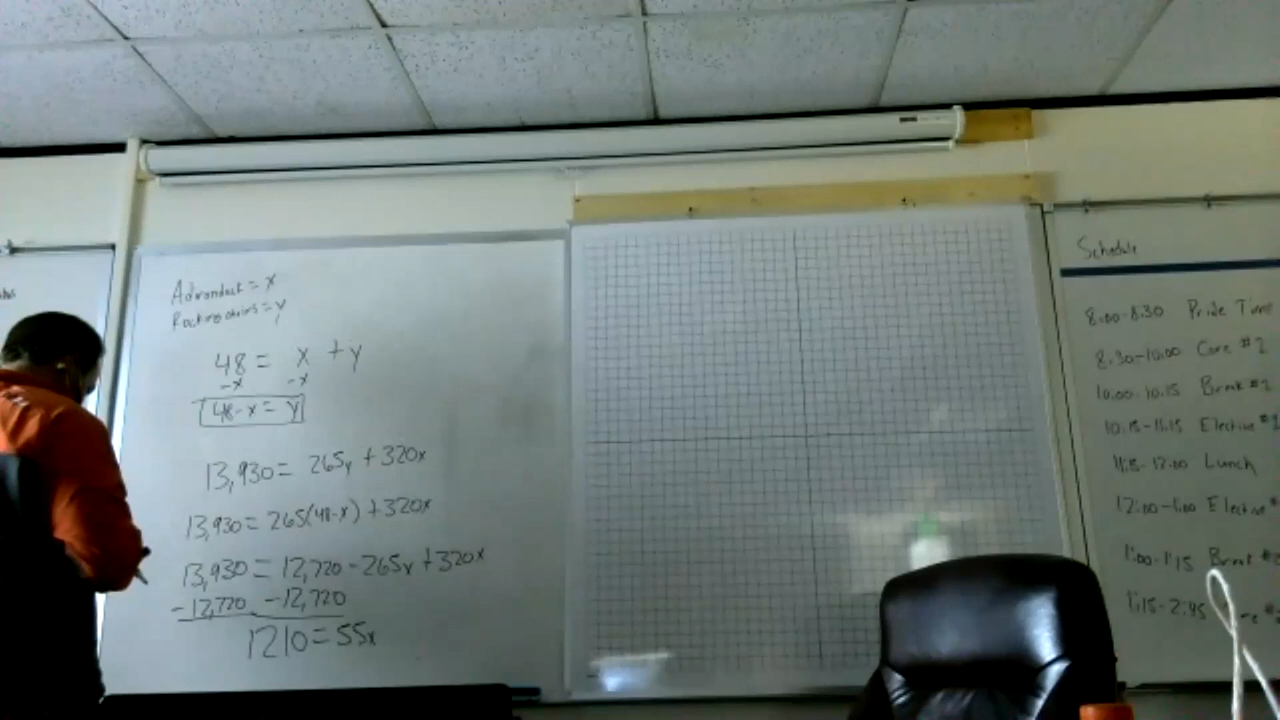 Adirondack = x
Rocking chairs = y
48 = x + y
-x -x
48-x = y
13,930 = 265y + 320x
13,930 = 265(48-x) + 320x
13,930 = 12,720 - 265x + 320x
-12,720 -12,720
1210 = 55x
Schedule
8:00-8:30 Pride Time
8:30-10:00 Core #1
10:00-10:15 Break #1
10:15-11:15 Elective #1
11:15-12:00 Lunch
12:00-1:00 Elective #
1:00-1:15 Break #2
1:15-2:45